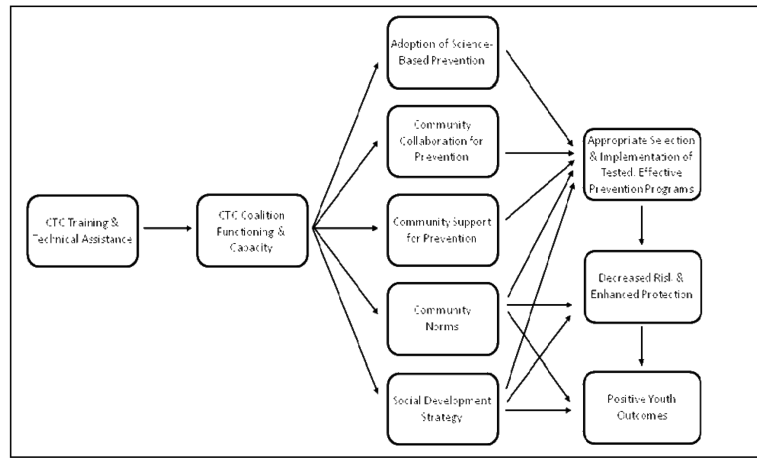 CTC Training &
Technical Assistance
CTC Coalition
Functioning &
Capacity
Adoption of Science-
Based Prevention
Community
Collaboration for
Prevention
Community Support
for Prevention
Community
Norms
Social Development
Strategy
Appropriate Selection
& Implementation of
Tested, Effective
Prevention Programs
Decreased Risk &
Enhanced Protection
Positive Youth
Outcomes